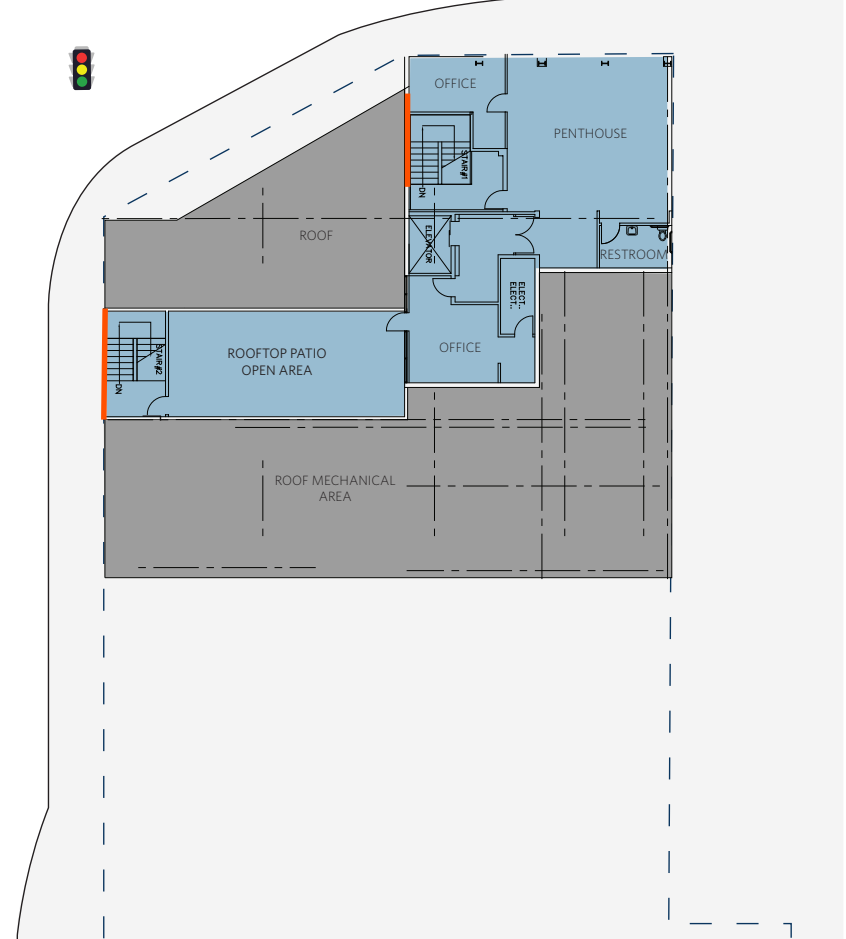 OFFICE
PENTHOUSE
STAIR#1
DN
ROOF
ELEVATOR
RESTROOM
ELECT..
ELECT..
OFFICE
ROOFTOP PATIO
OPEN AREA
STAIR#2
DN
ROOF MECHANICAL
AREA